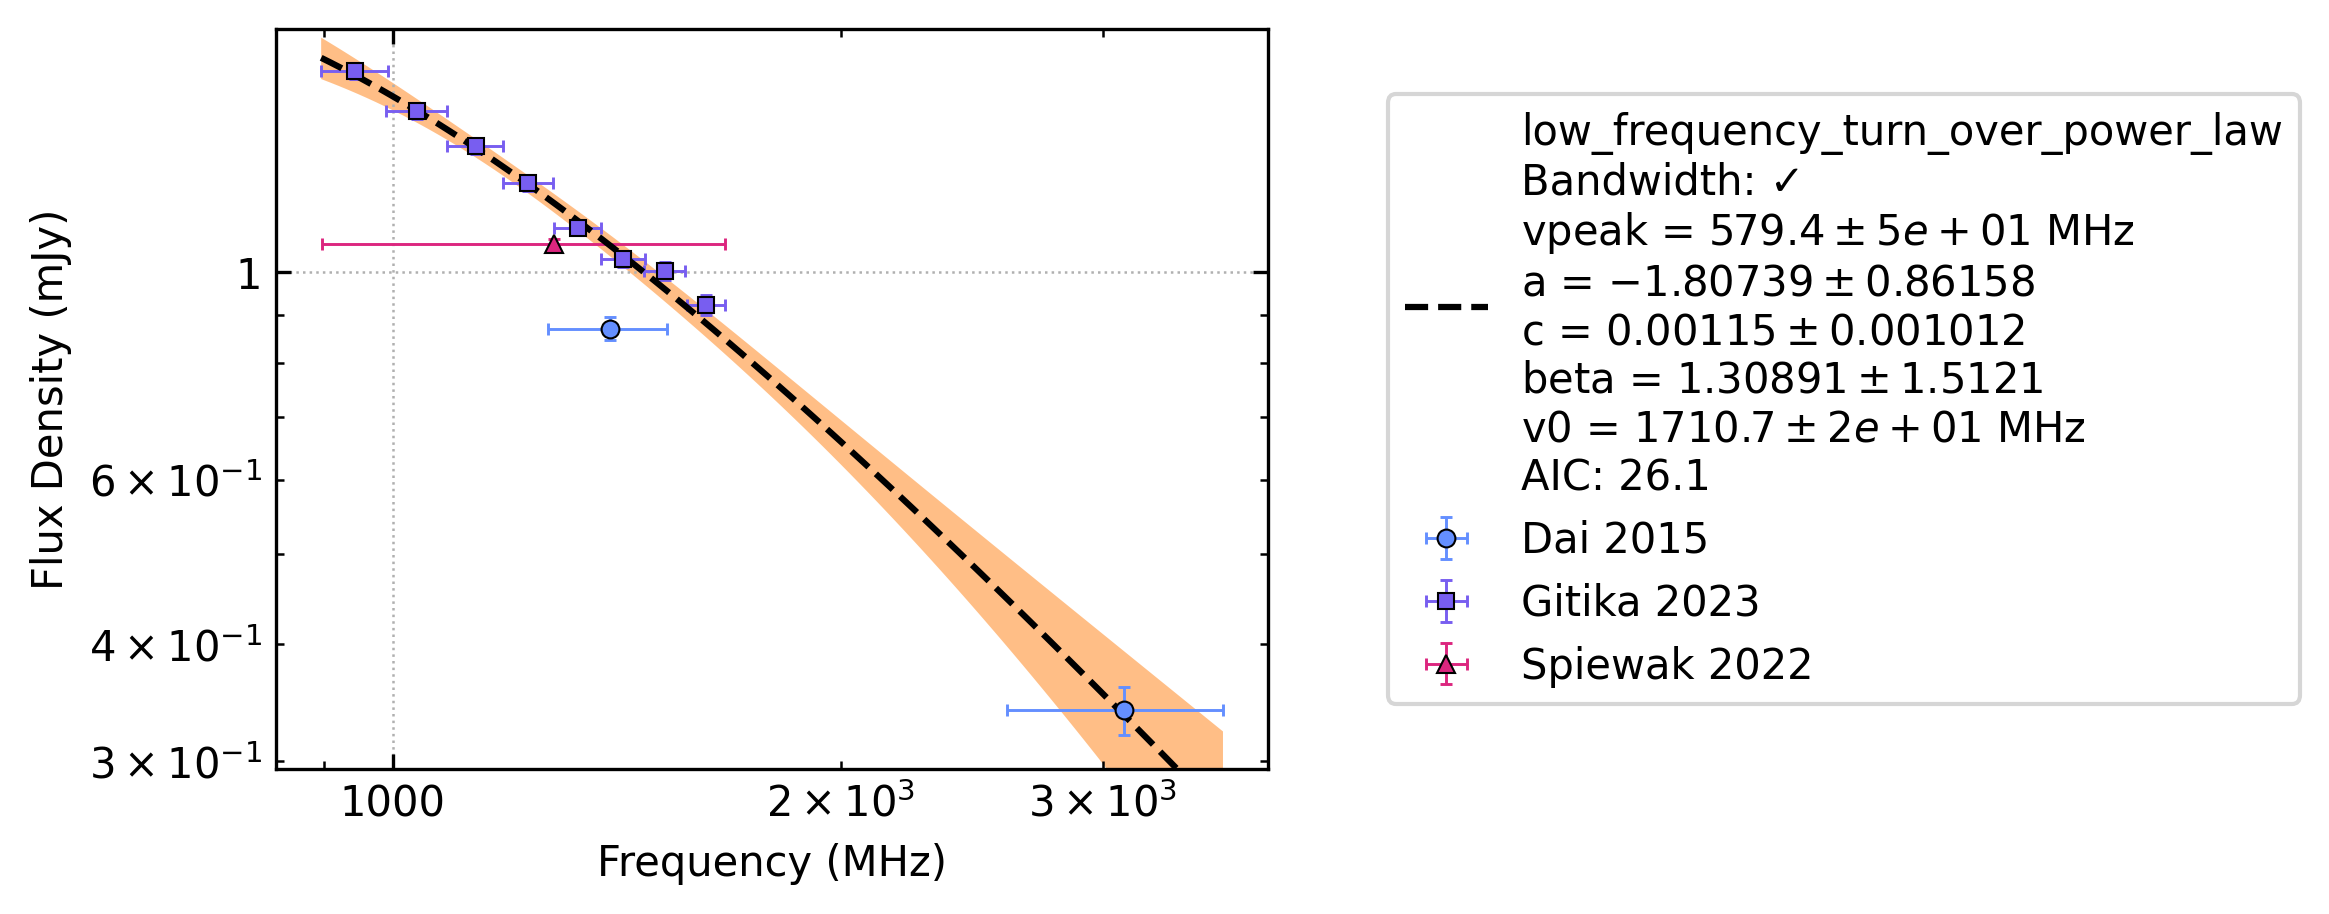 Flux Density (mJy)
1
6 × 10⁻¹
4 × 10⁻¹
3 × 10⁻¹
1000
2 × 10³
3 × 10³
Frequency (MHz)
low_frequency_turn_over_power_law
Bandwidth: ✓
vpeak = 579.4 ± 5e + 01 MHz
a = −1.80739 ± 0.86158
c = 0.00115 ± 0.001012
beta = 1.30891 ± 1.5121
v0 = 1710.7 ± 2e + 01 MHz
AIC: 26.1
Dai 2015
Gitika 2023
Spiewak 2022